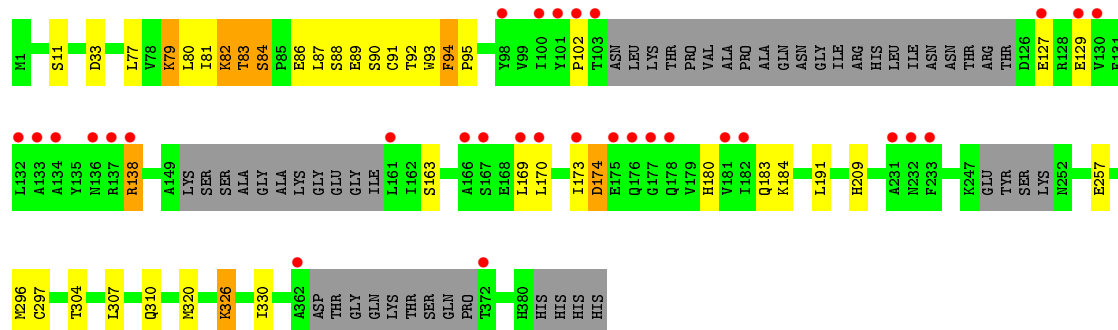 M1 S11 D33 L77 V78 K79 L80 I81 K82 T83 S84 P85 E86 L87 S88 E89 S90 C91 T92 W93 F94 P95 Y98 V99 I100 Y101 P102 T103 ASN LEU LYS THR PRO VAL ALA PRO ALA GLN ASN GLY ILE ARG HIS LEU ILE ASN ASN THR ARG THR D126 E127 R128 E129 V130 E131
L132 A133 A134 Y135 N136 R137 R138 A149 LYS SER SER ALA GLY ALA LYS GLY GLU GLY ILE L161 I162 S163 A166 S167 E168 L169 L170 I173 D174 E175 Q176 G177 Q178 V179 H180 V181 Y182 Q183 K184 L191 H209 A231 N232 F233 K247 GLU TYR SER LYS N252 E257
M296 C297 T304 L307 Q310 M320 K326 I330 A362 ASP THR GLY GLN LYS THR SER GLN PRO T372 H380 HIS HIS HIS HIS